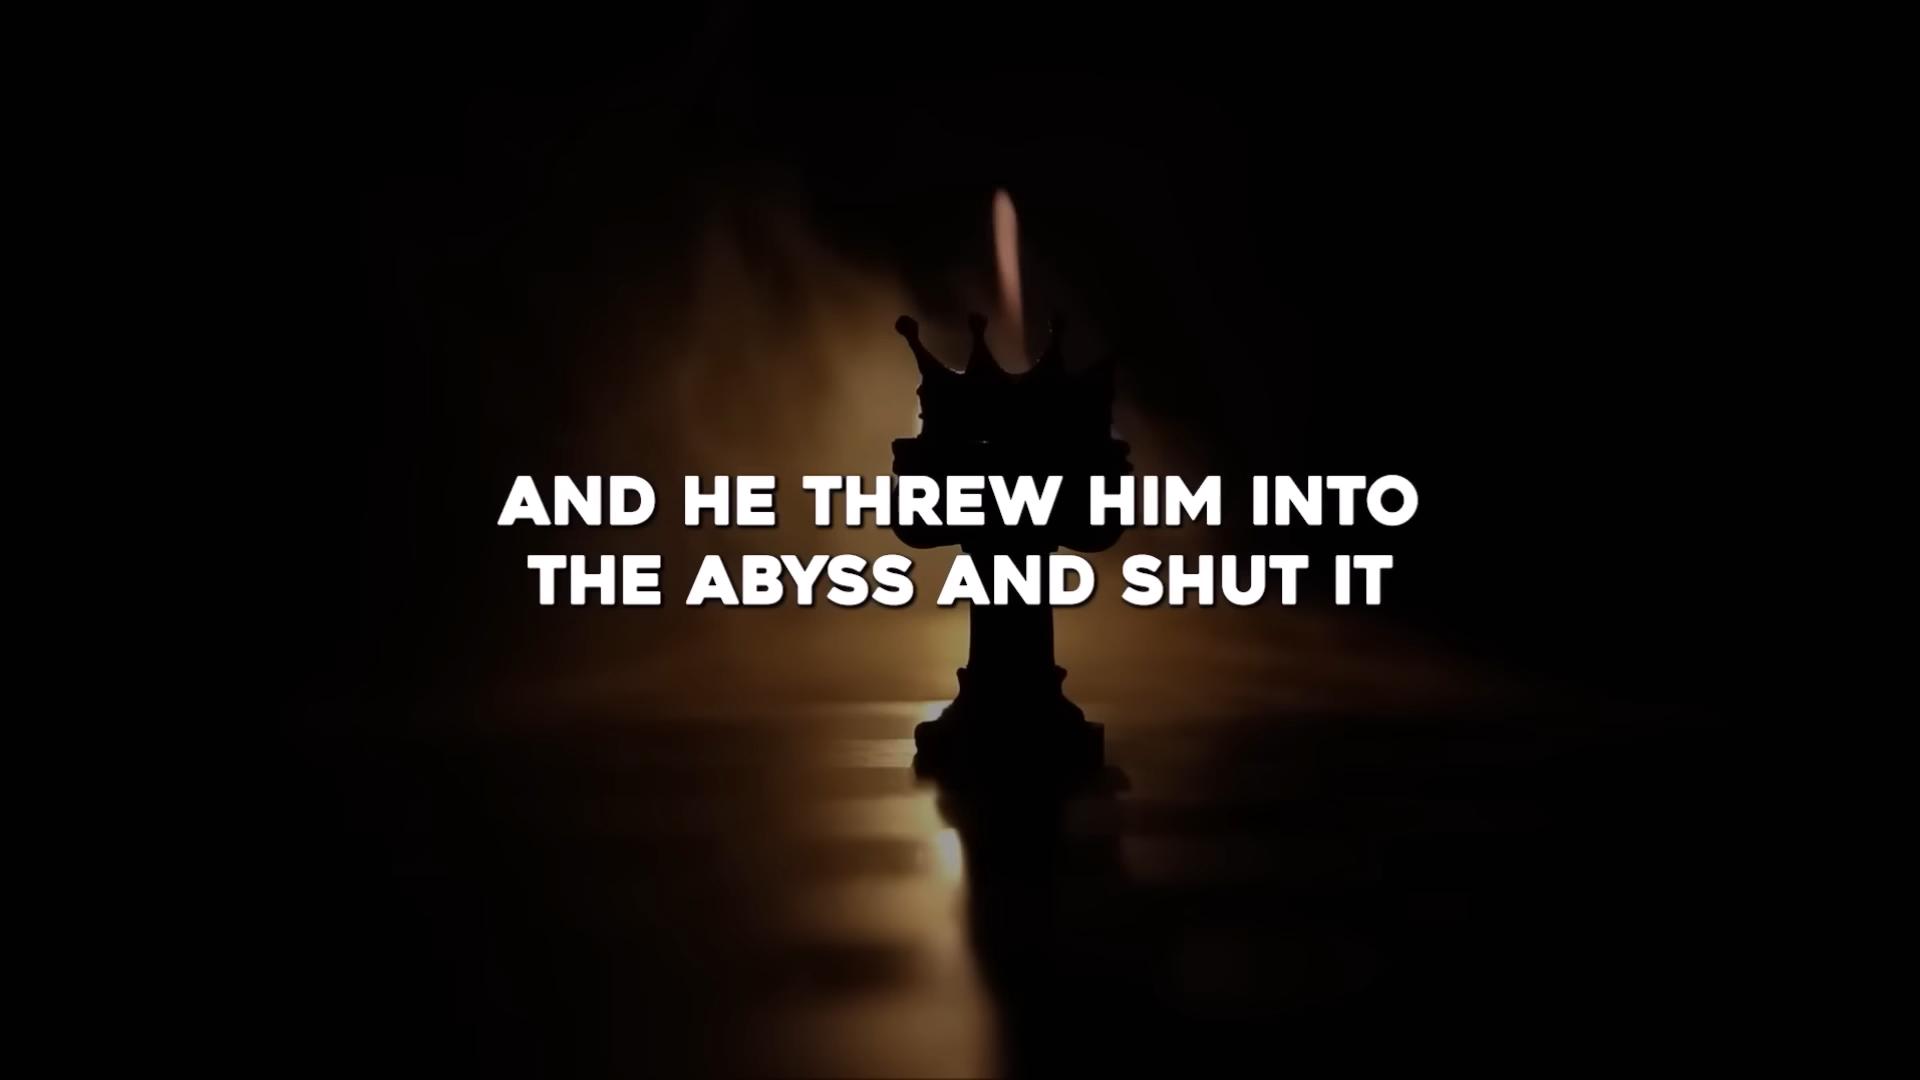 AND HE THREW HIM INTO
THE ABYSS AND SHUT IT